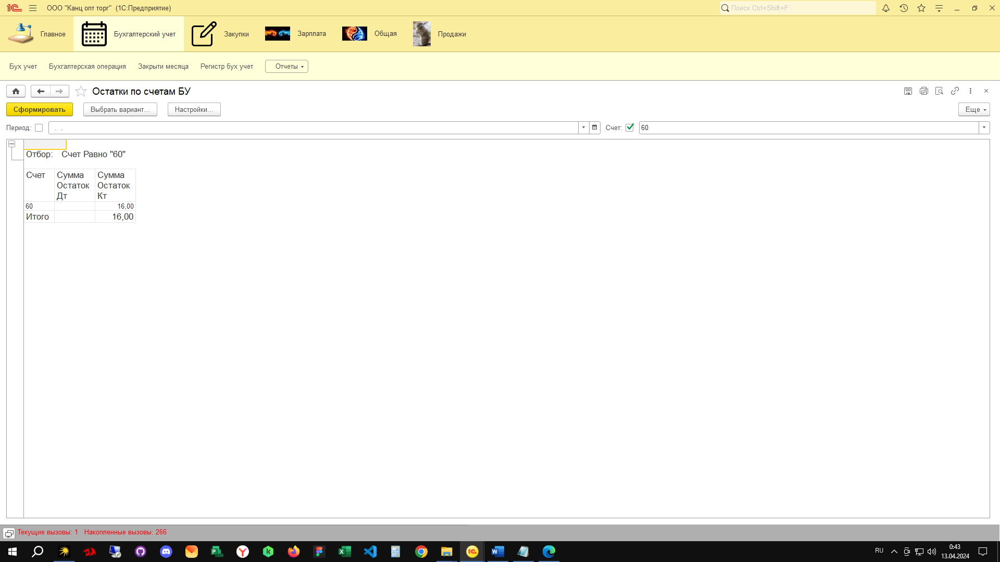 1С ООО "Канц опт торг" (1С:Предприятие) Поиск Ctrl+Shift+F
Главное Бухгалтерский учет Закупки Зарплата Общая Продажи
Бух учет Бухгалтерская операция Закрыти месяца Регистр бух учет Отчеты
Остатки по счетам БУ
Сформировать Выбрать вариант... Настройки... Еще
Период: . . Счет: 60
Отбор: Счет Равно "60"
Счет Сумма Остаток Дт Сумма Остаток Кт
60 16,00
Итого 16,00
Текущие вызовы: 1 Накопленные вызовы: 266
RU 0:43
13.04.2024